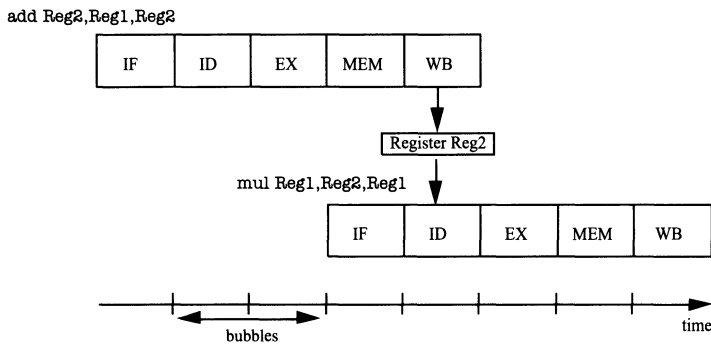 add Reg2,Reg1,Reg2
IF ID EX MEM WB
Register Reg2
mul Reg1,Reg2,Reg1
IF ID EX MEM WB
time
bubbles